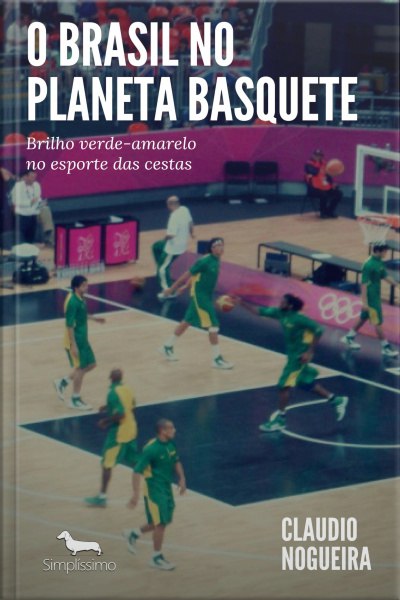 O BRASIL NO
PLANETA BASQUETE
Brilho verde-amarelo
no esporte das cestas
CLAUDIO
NOGUEIRA
Simplíssimo